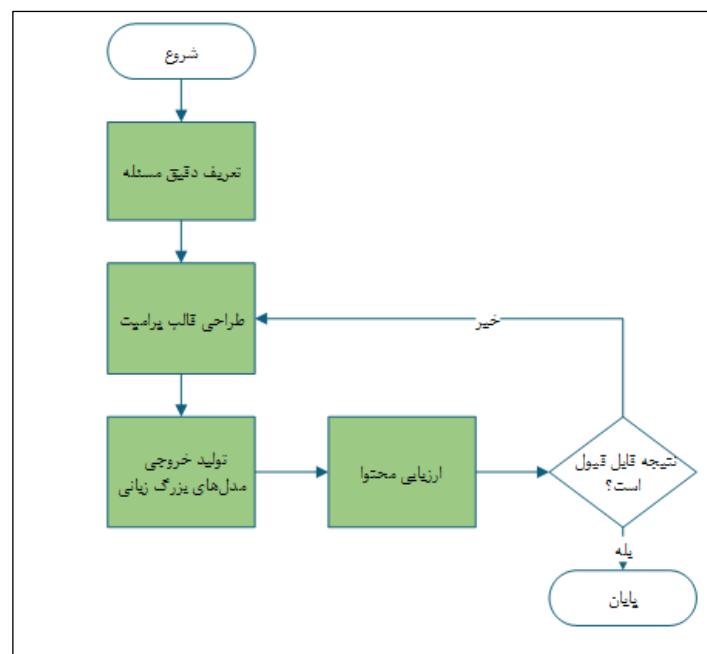 شروع
تعریف دقیق مسئله
طراحی قالب پرامپت
خیر
تولید خروجی
مدل‌های بزرگ زبانی
ارزیابی محتوا
نتیجه قابل قبول
است؟
بله
پایان